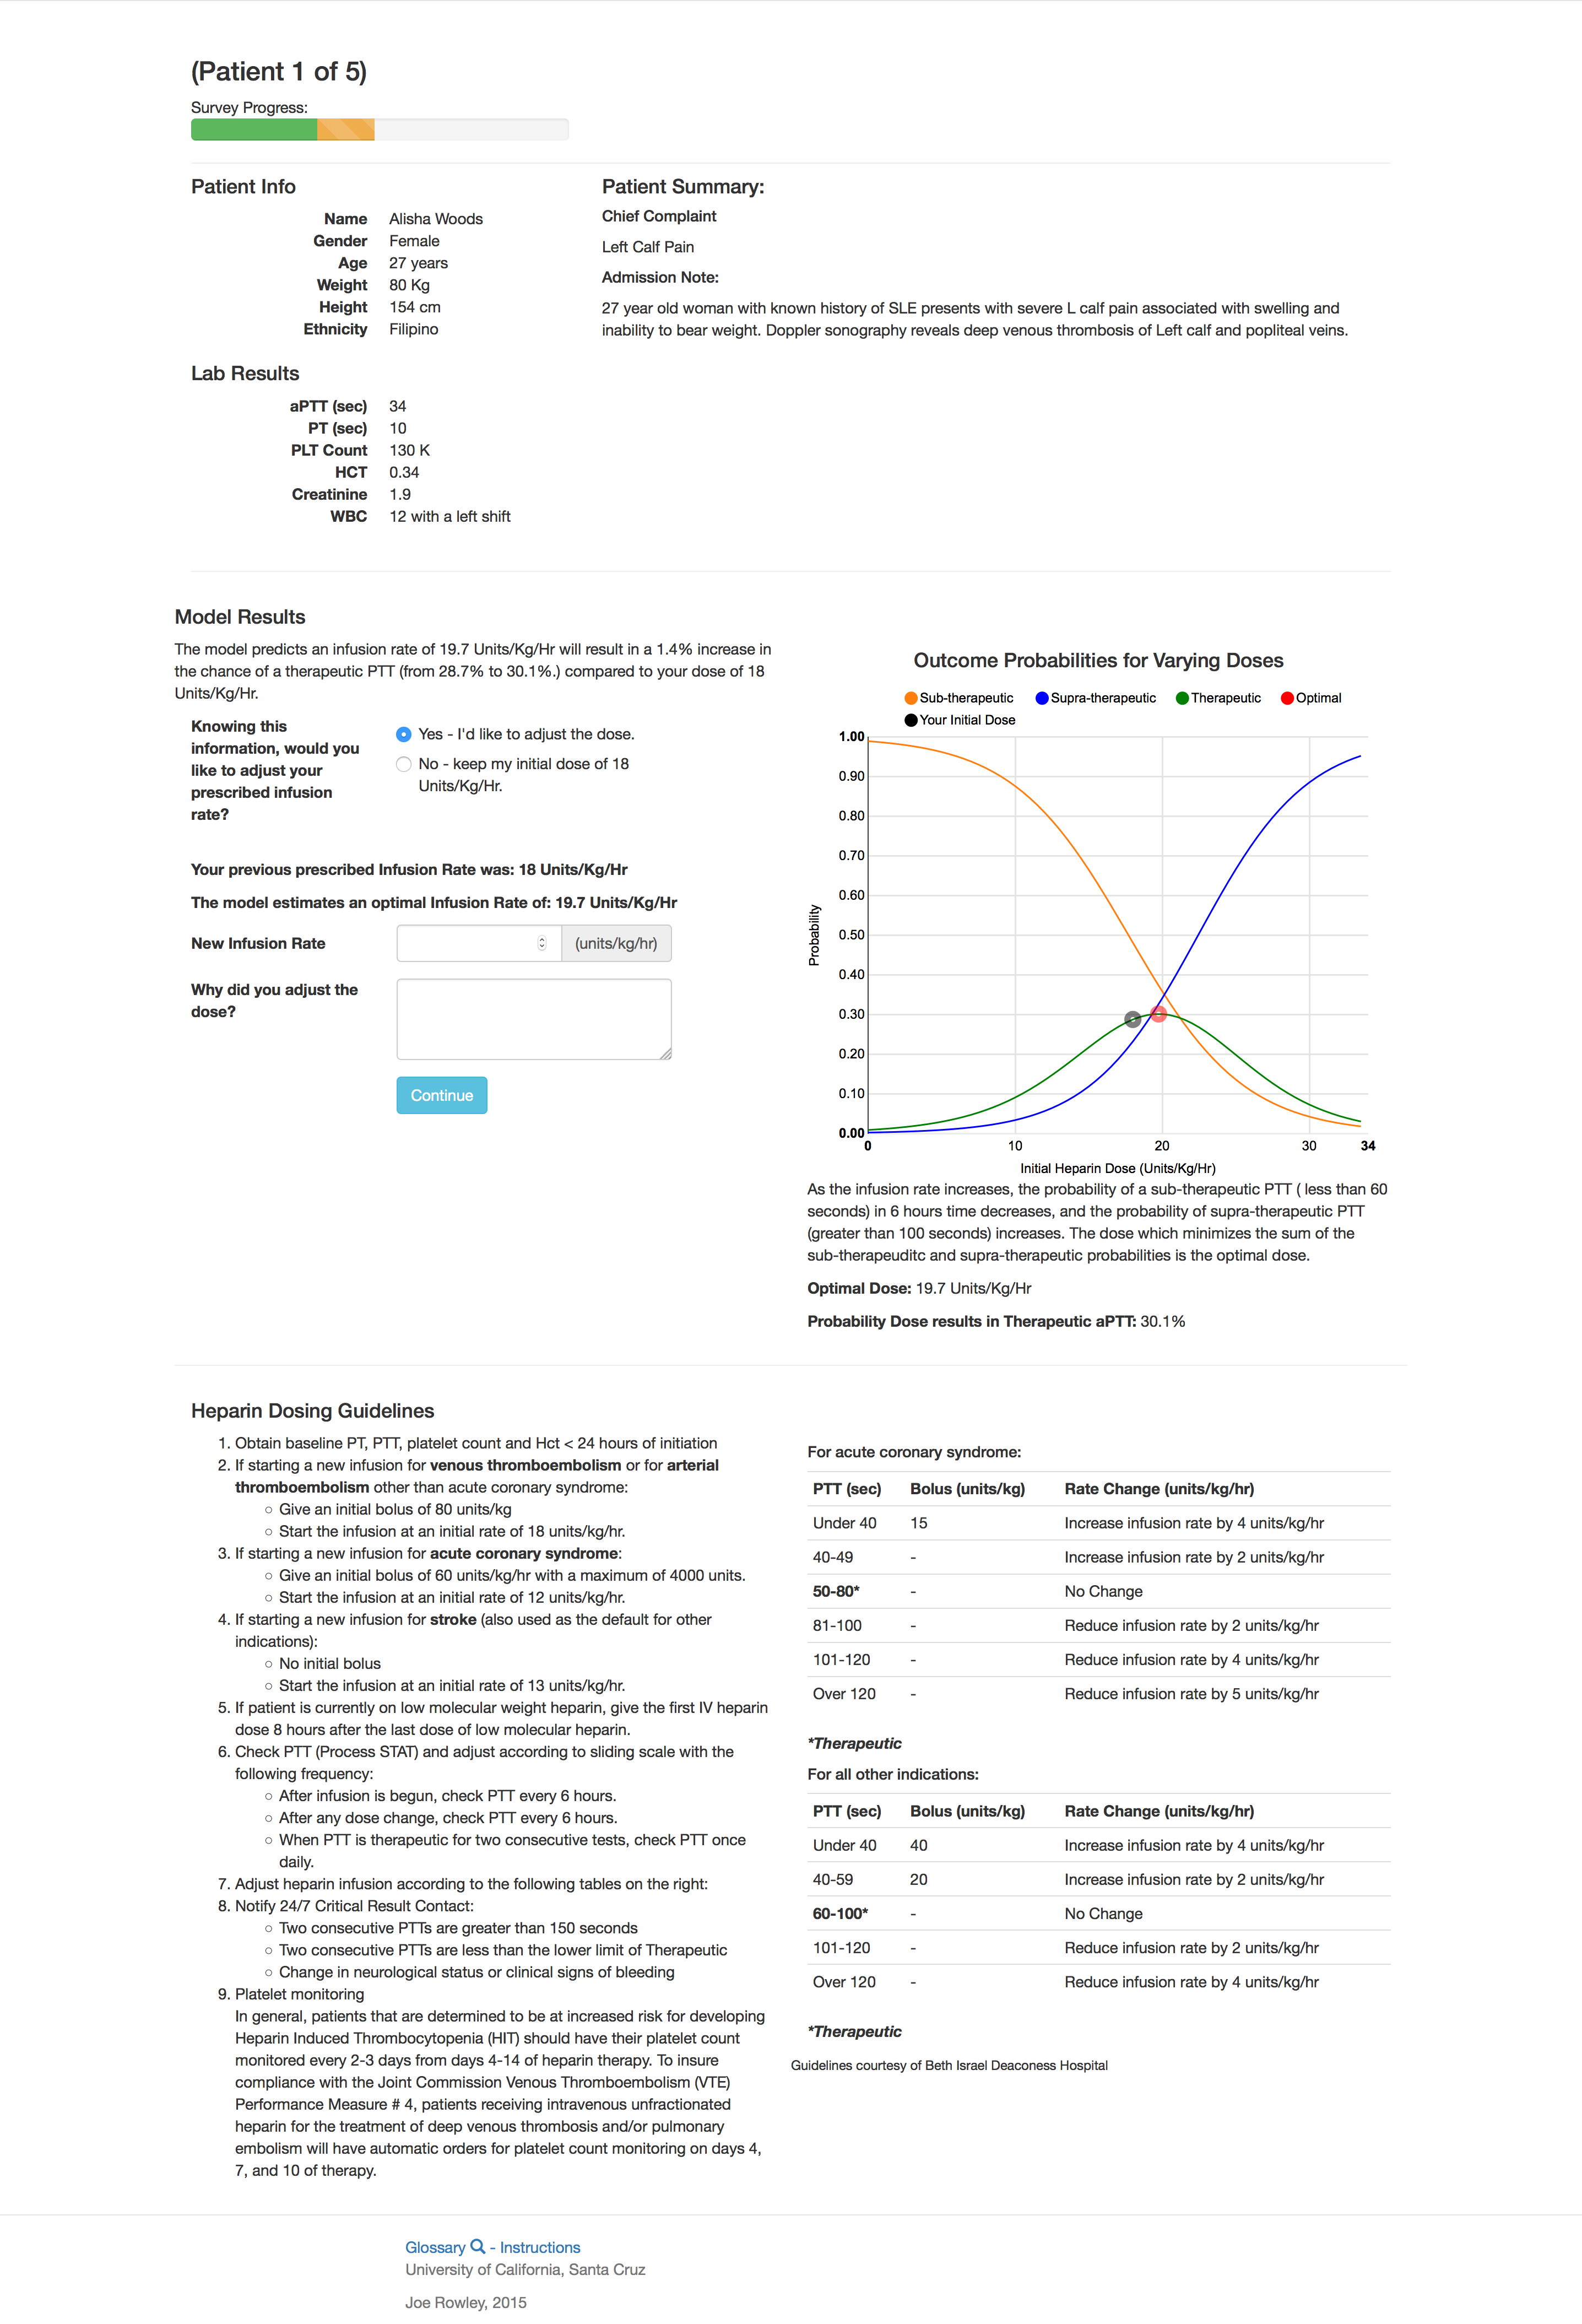 (Patient 1 of 5)
Survey Progress:
Patient Info
Name Alisha Woods
Gender Female
Age 27 years
Weight 80 Kg
Height 154 cm
Ethnicity Filipino
Lab Results
aPTT (sec) 34
PT (sec) 10
PLT Count 130 K
HCT 0.34
Creatinine 1.9
WBC 12 with a left shift
Patient Summary:
Chief Complaint
Left Calf Pain
Admission Note:
27 year old woman with known history of SLE presents with severe L calf pain associated with swelling and
inability to bear weight. Doppler sonography reveals deep venous thrombosis of Left calf and popliteal veins.
Model Results
The model predicts an infusion rate of 19.7 Units/Kg/Hr will result in a 1.4% increase in
the chance of a therapeutic PTT (from 28.7% to 30.1%.) compared to your dose of 18
Units/Kg/Hr.
Knowing this
information, would you
like to adjust your
prescribed infusion
rate?
Yes - I'd like to adjust the dose.
No - keep my initial dose of 18
Units/Kg/Hr.
Your previous prescribed Infusion Rate was: 18 Units/Kg/Hr
The model estimates an optimal Infusion Rate of: 19.7 Units/Kg/Hr
New Infusion Rate (units/kg/hr)
Why did you adjust the
dose?
Continue
Outcome Probabilities for Varying Doses
Sub-therapeutic Supra-therapeutic Therapeutic Optimal
Your Initial Dose
1.00
0.90
0.80
0.70
0.60
0.50
0.40
0.30
0.20
0.10
0.00
Probability
0 10 20 30 34
Initial Heparin Dose (Units/Kg/Hr)
As the infusion rate increases, the probability of a sub-therapeutic PTT ( less than 60
seconds) in 6 hours time decreases, and the probability of supra-therapeutic PTT
(greater than 100 seconds) increases. The dose which minimizes the sum of the
sub-therapeuditc and supra-therapeutic probabilities is the optimal dose.
Optimal Dose: 19.7 Units/Kg/Hr
Probability Dose results in Therapeutic aPTT: 30.1%
Heparin Dosing Guidelines
1. Obtain baseline PT, PTT, platelet count and Hct < 24 hours of initiation
2. If starting a new infusion for venous thromboembolism or for arterial
thromboembolism other than acute coronary syndrome:
Give an initial bolus of 80 units/kg
Start the infusion at an initial rate of 18 units/kg/hr.
3. If starting a new infusion for acute coronary syndrome:
Give an initial bolus of 60 units/kg/hr with a maximum of 4000 units.
Start the infusion at an initial rate of 12 units/kg/hr.
4. If starting a new infusion for stroke (also used as the default for other
indications):
No initial bolus
Start the infusion at an initial rate of 13 units/kg/hr.
5. If patient is currently on low molecular weight heparin, give the first IV heparin
dose 8 hours after the last dose of low molecular heparin.
6. Check PTT (Process STAT) and adjust according to sliding scale with the
following frequency:
After infusion is begun, check PTT every 6 hours.
After any dose change, check PTT every 6 hours.
When PTT is therapeutic for two consecutive tests, check PTT once
daily.
7. Adjust heparin infusion according to the following tables on the right:
8. Notify 24/7 Critical Result Contact:
Two consecutive PTTs are greater than 150 seconds
Two consecutive PTTs are less than the lower limit of Therapeutic
Change in neurological status or clinical signs of bleeding
9. Platelet monitoring
In general, patients that are determined to be at increased risk for developing
Heparin Induced Thrombocytopenia (HIT) should have their platelet count
monitored every 2-3 days from days 4-14 of heparin therapy. To insure
compliance with the Joint Commission Venous Thromboembolism (VTE)
Performance Measure # 4, patients receiving intravenous unfractionated
heparin for the treatment of deep venous thrombosis and/or pulmonary
embolism will have automatic orders for platelet count monitoring on days 4,
7, and 10 of therapy.
For acute coronary syndrome:
PTT (sec) Bolus (units/kg) Rate Change (units/kg/hr)
Under 40 15 Increase infusion rate by 4 units/kg/hr
40-49 - Increase infusion rate by 2 units/kg/hr
50-80* - No Change
81-100 - Reduce infusion rate by 2 units/kg/hr
101-120 - Reduce infusion rate by 4 units/kg/hr
Over 120 - Reduce infusion rate by 5 units/kg/hr
*Therapeutic
For all other indications:
PTT (sec) Bolus (units/kg) Rate Change (units/kg/hr)
Under 40 40 Increase infusion rate by 4 units/kg/hr
40-59 20 Increase infusion rate by 2 units/kg/hr
60-100* - No Change
101-120 - Reduce infusion rate by 2 units/kg/hr
Over 120 - Reduce infusion rate by 4 units/kg/hr
*Therapeutic
Guidelines courtesy of Beth Israel Deaconess Hospital
Glossary - Instructions
University of California, Santa Cruz
Joe Rowley, 2015